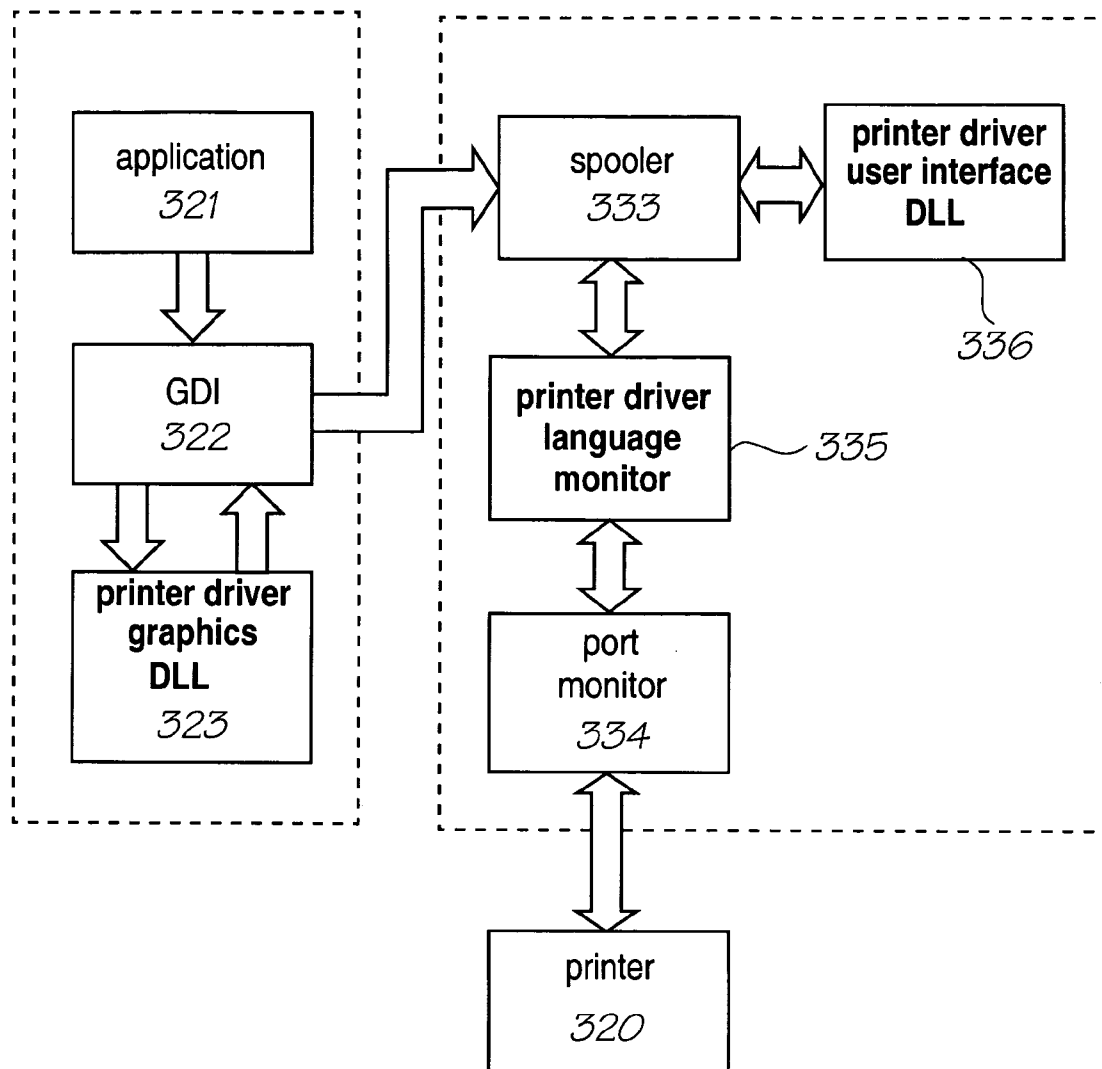 application
321
GDI
322
printer driver
graphics
DLL
323
spooler
333
printer driver
user interface
DLL
336
printer driver
language
monitor
335
port
monitor
334
printer
320